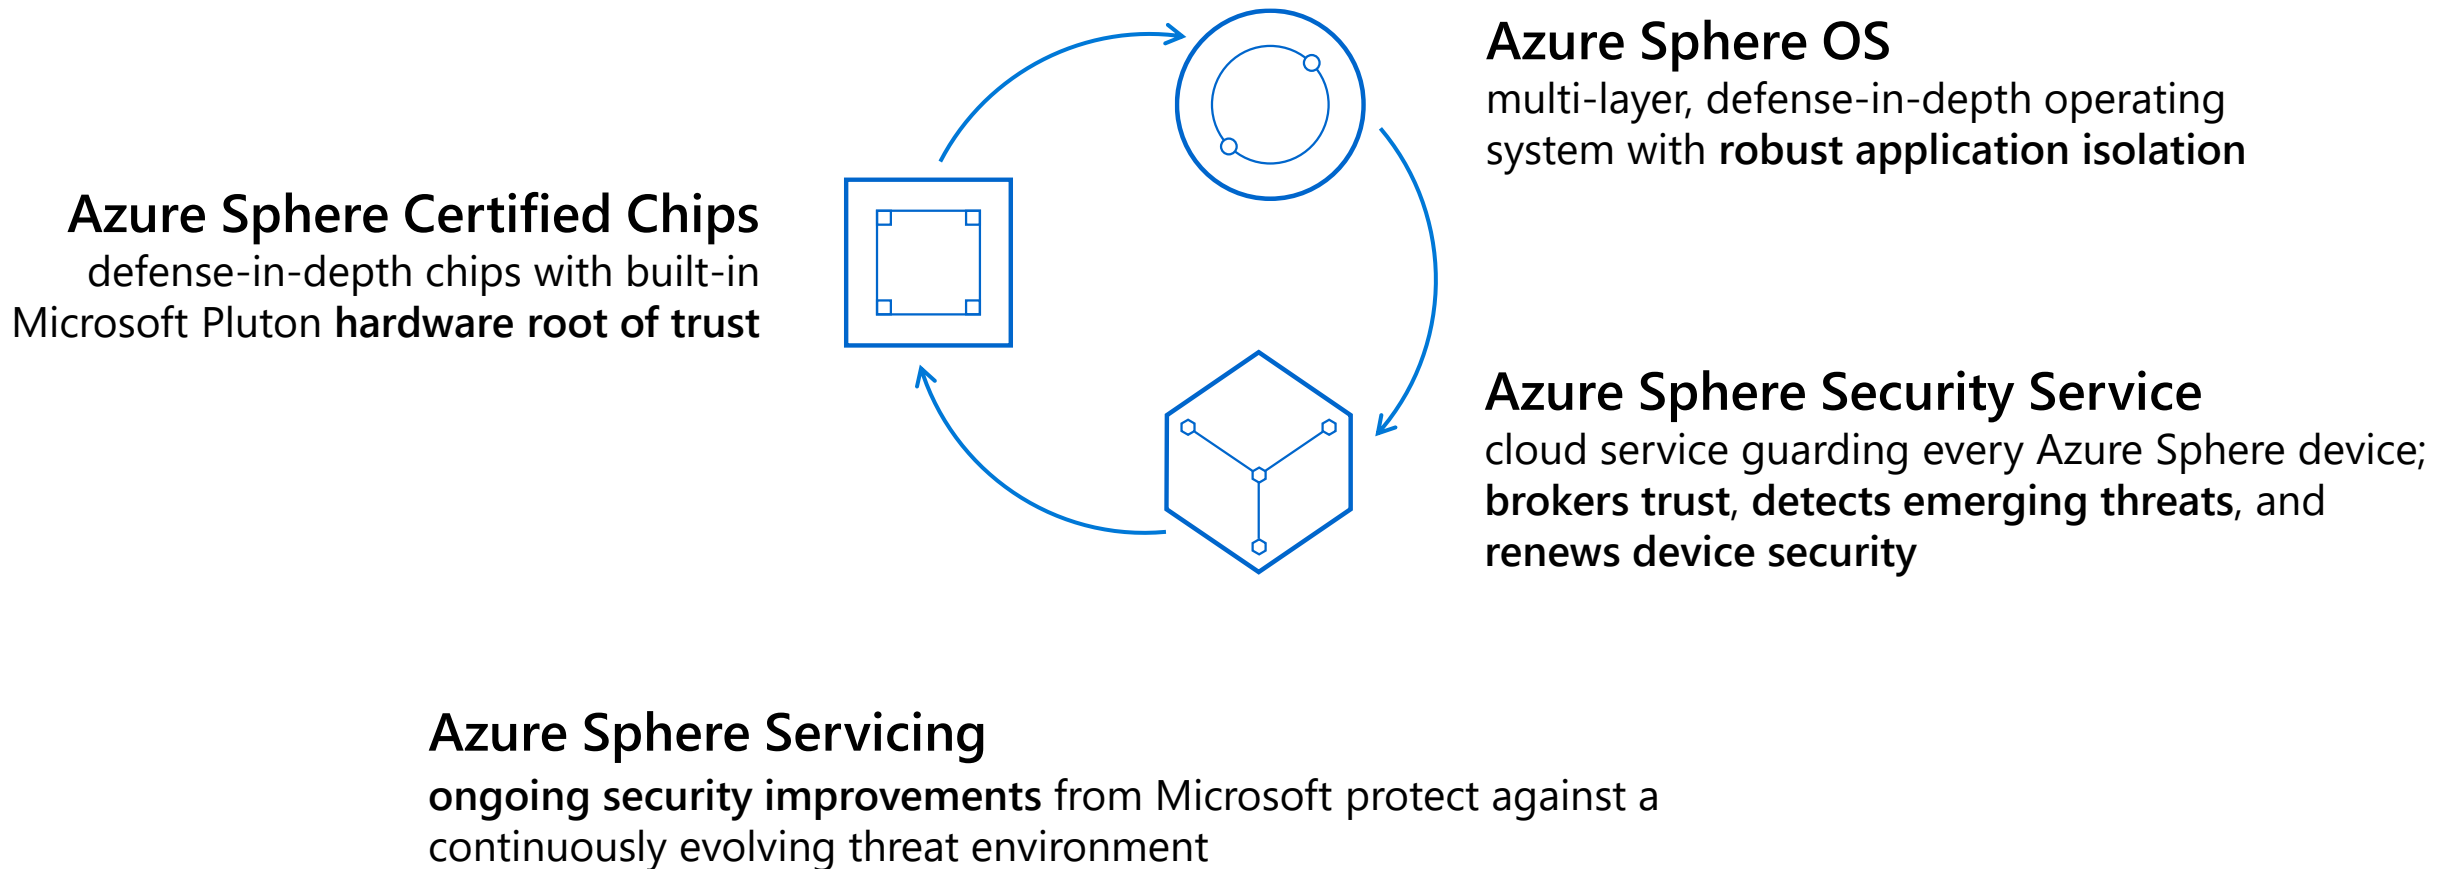 Azure Sphere OS
multi-layer, defense-in-depth operating
system with robust application isolation
Azure Sphere Certified Chips
defense-in-depth chips with built-in
Microsoft Pluton hardware root of trust
Azure Sphere Security Service
cloud service guarding every Azure Sphere device;
brokers trust, detects emerging threats, and
renews device security
Azure Sphere Servicing
ongoing security improvements from Microsoft protect against a
continuously evolving threat environment